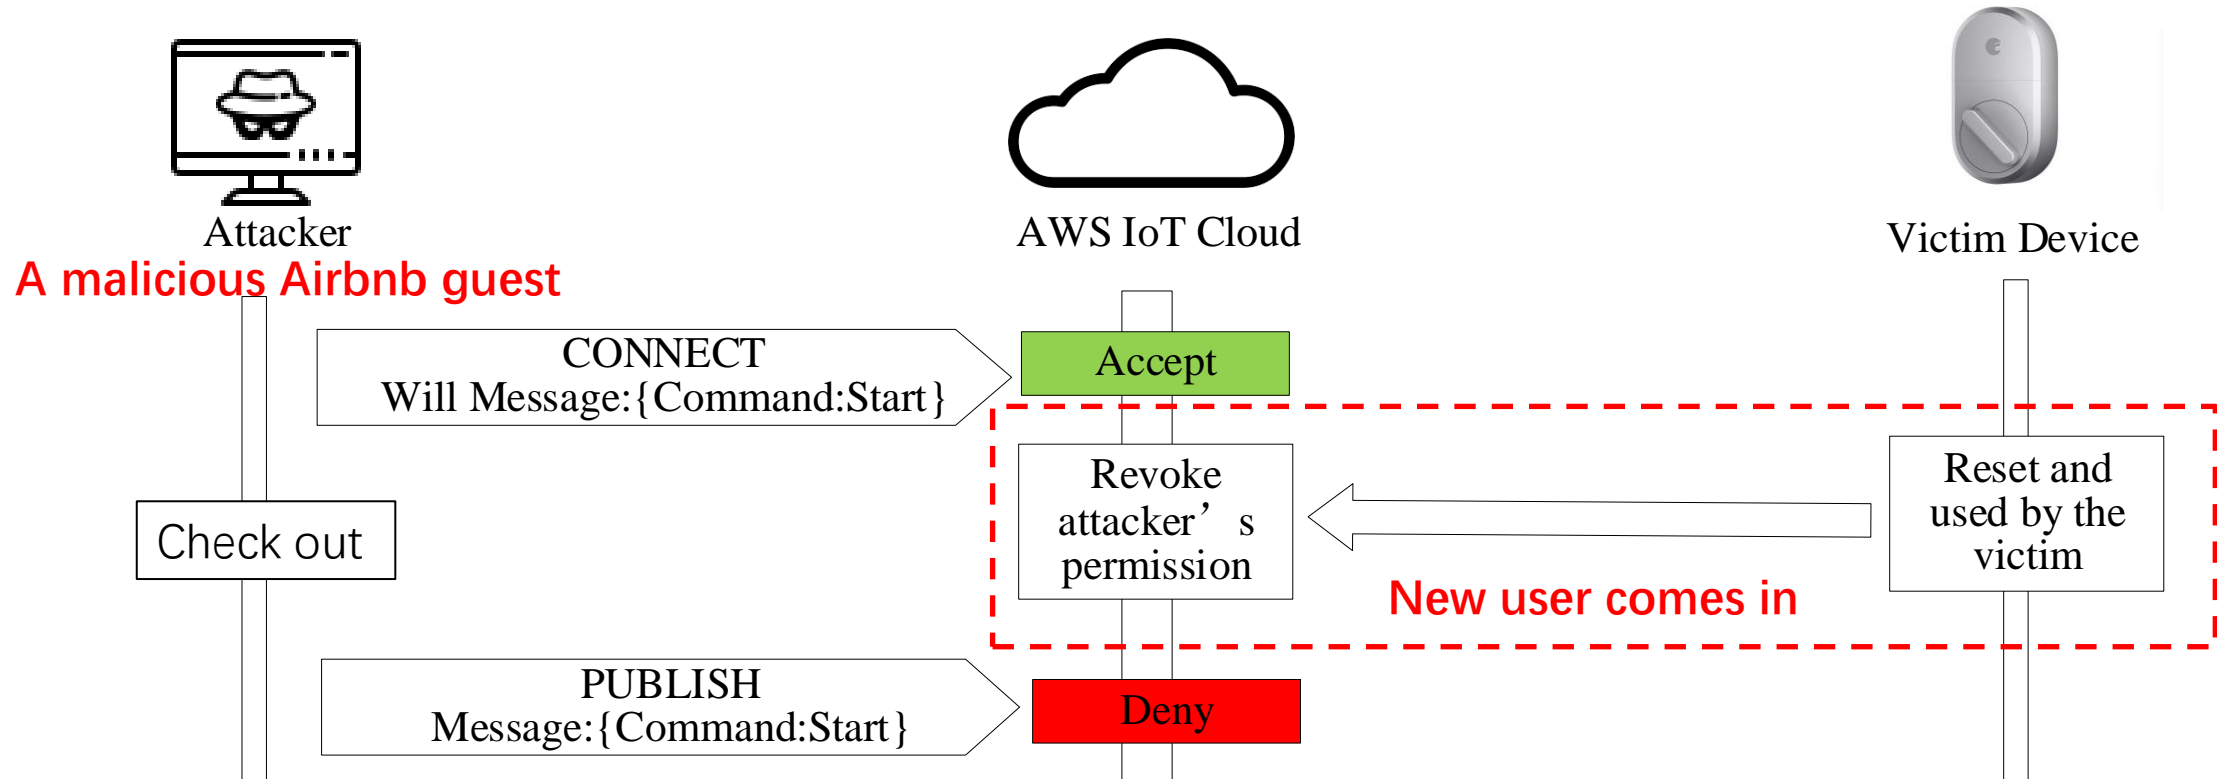 Attacker
A malicious Airbnb guest
AWS IoT Cloud
Victim Device
CONNECT
Will Message:{Command:Start}
Accept
Revoke
attacker’s
permission
Reset and
used by the
victim
Check out
New user comes in
PUBLISH
Message:{Command:Start}
Deny